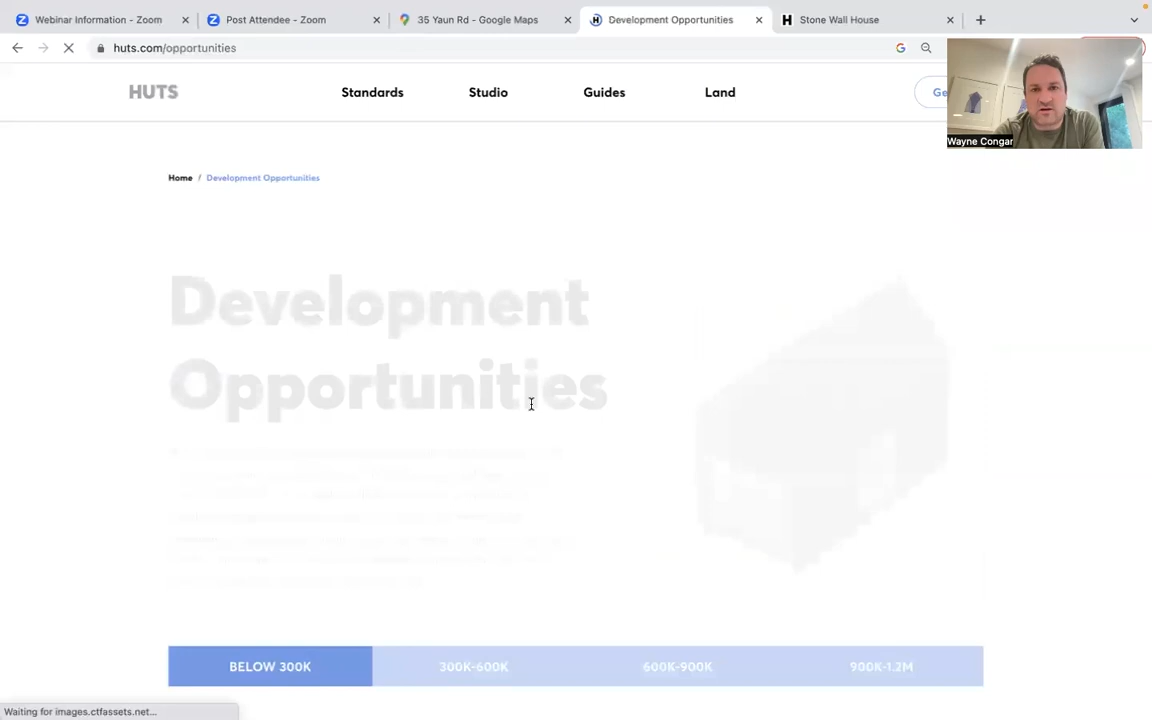 Webinar Information - Zoom
Post Attendee - Zoom
35 Yaun Rd - Google Maps
Development Opportunities
Stone Wall House
huts.com/opportunities
HUTS
Standards
Studio
Guides
Land
Ge
Wayne Congar
Home / Development Opportunities
Development
Opportunities
BELOW 300K
300K-600K
600K-900K
900K-1.2M
Waiting for images.ctfassets.net...